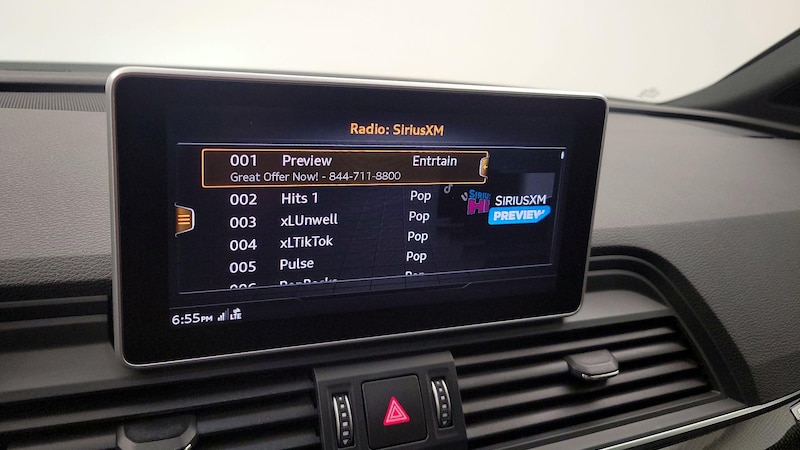 Radio: SiriusXM
001 Preview Entrtain
Great Offer Now! - 844-711-8800
002 Hits 1 Pop
003 xLUnwell Pop
004 xLTikTok Pop
005 Pulse Pop
SIRIUSXM
PREVIEW
6:55PM LTE